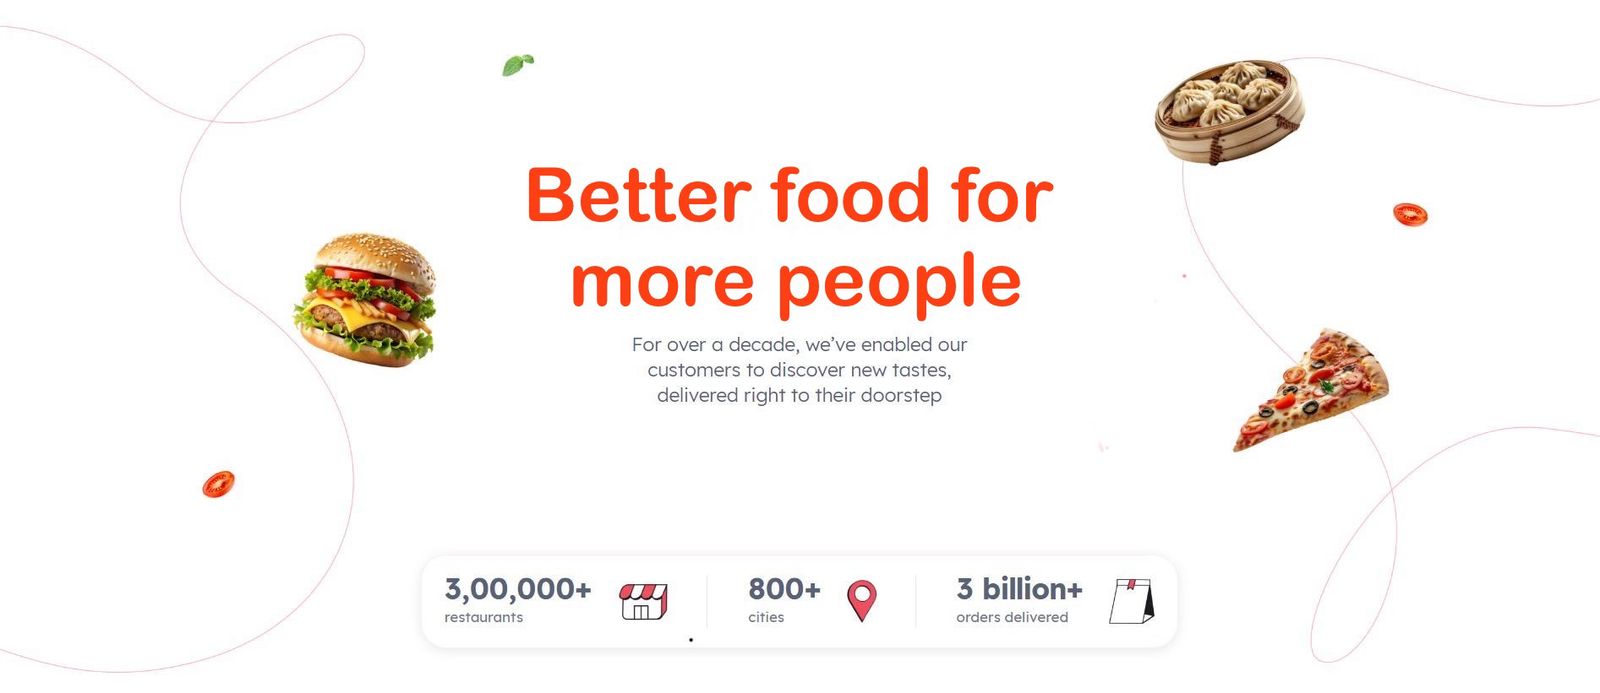 Better food for
more people
For over a decade, we’ve enabled our
customers to discover new tastes,
delivered right to their doorstep
3,00,000+
restaurants
800+
cities
3 billion+
orders delivered